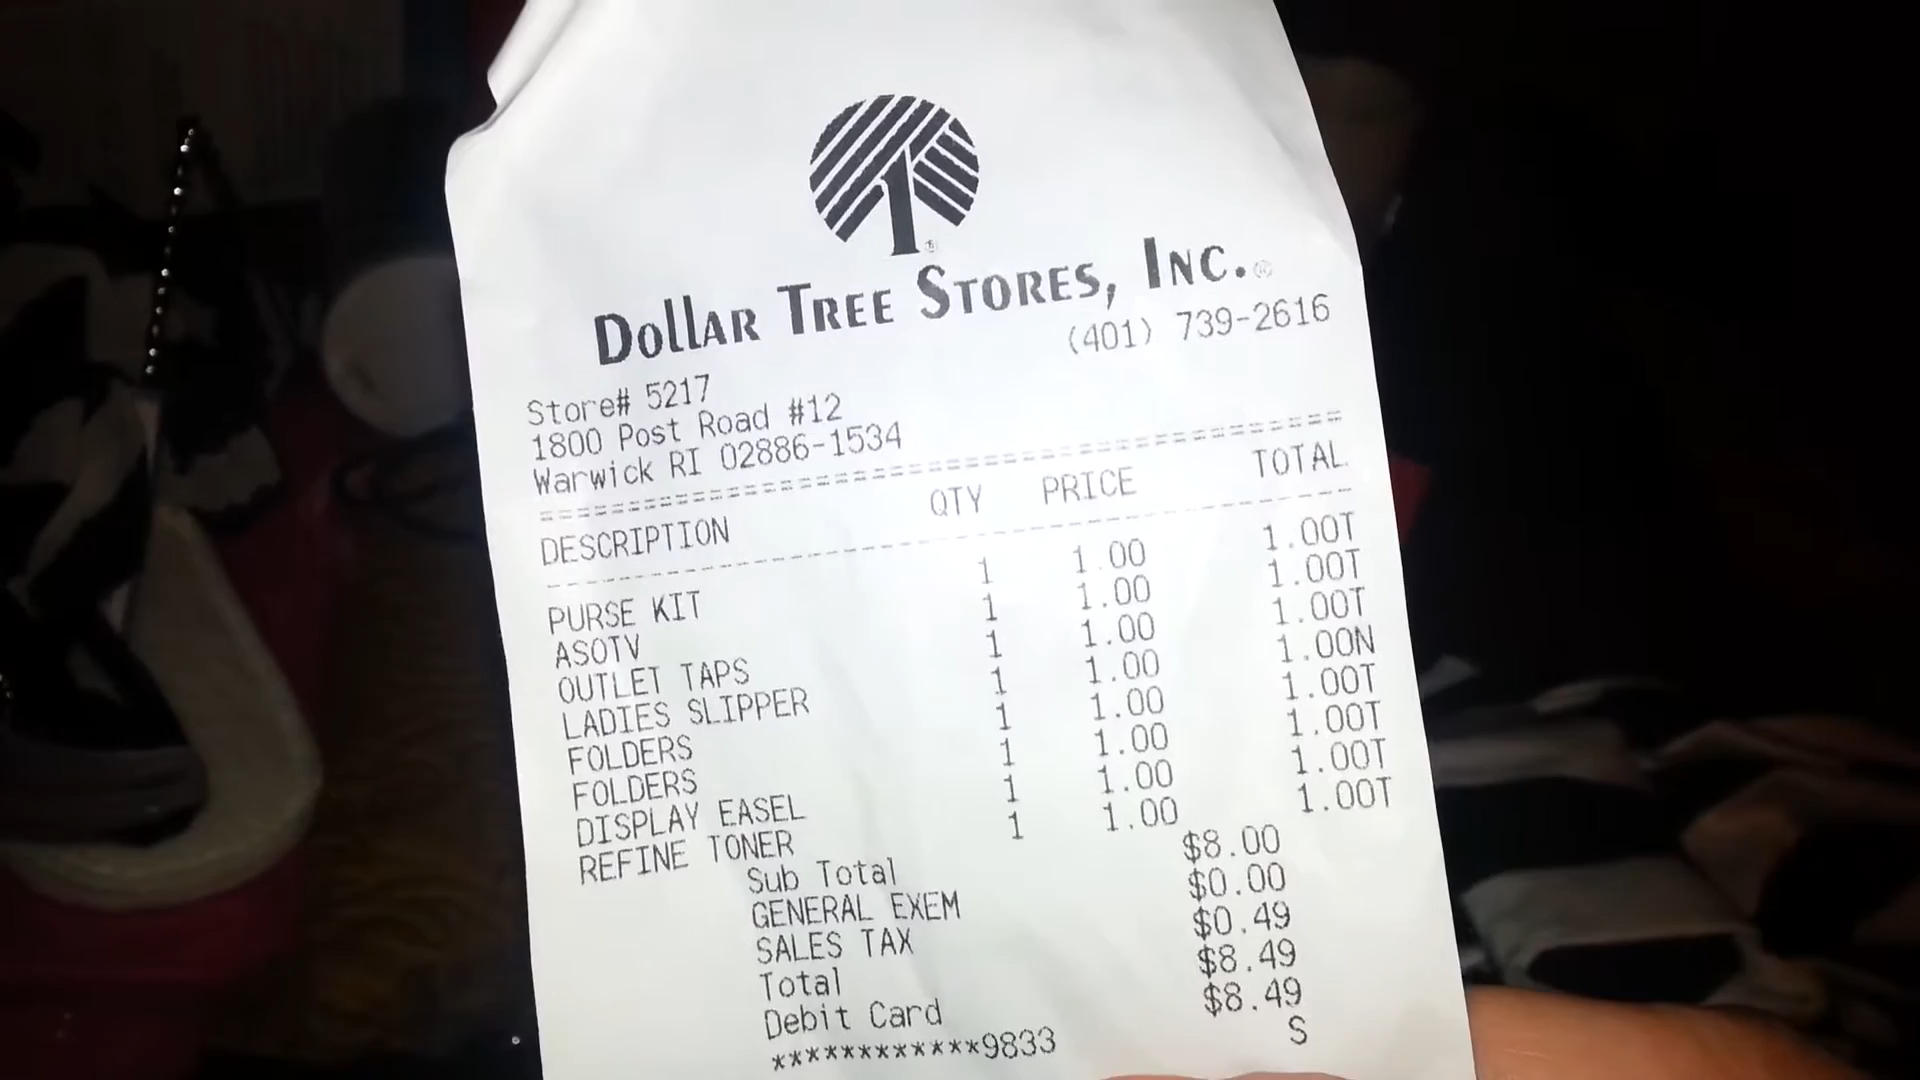 Dollar Tree Stores, Inc.®
(401) 739-2616
Store# 5217
1800 Post Road #12
Warwick RI 02886-1534
================================================
DESCRIPTION QTY PRICE TOTAL
------------------------------------------------
PURSE KIT 1 1.00 1.00T
ASOTV 1 1.00 1.00T
OUTLET TAPS 1 1.00 1.00T
LADIES SLIPPER 1 1.00 1.00N
FOLDERS 1 1.00 1.00T
FOLDERS 1 1.00 1.00T
DISPLAY EASEL 1 1.00 1.00T
REFINE TONER 1 1.00 1.00T
Sub Total $8.00
GENERAL EXEM $0.00
SALES TAX $0.49
Total $8.49
Debit Card $8.49
************9833 S